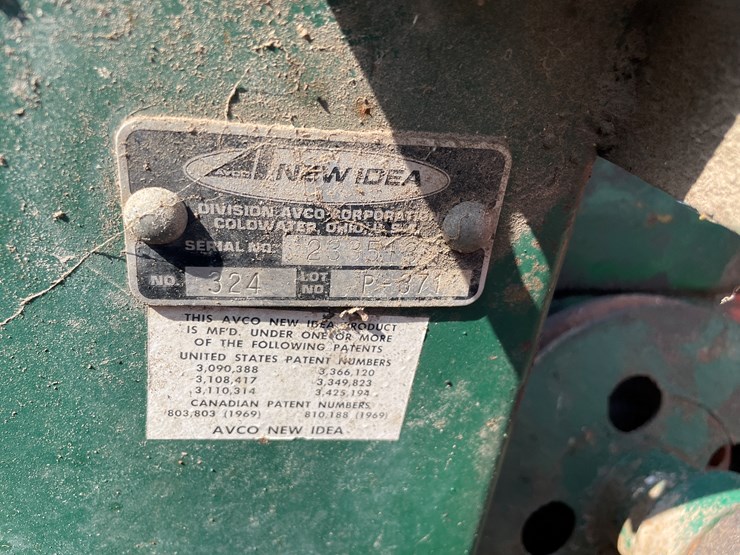 NEW IDEA
DIVISION AVCO CORPORATIO
COLDWATER, OHIO, U.S.A.
SERIAL NO.
NO. 324 LOT NO. P-371
THIS AVCO NEW IDEA PRODUCT
IS MF'D. UNDER ONE OR MORE
OF THE FOLLOWING PATENTS
UNITED STATES PATENT NUMBERS
3,090,388 3,366,120
3,108,417 3,349,823
3,110,314 3,425,194
CANADIAN PATENT NUMBERS
803,803 (1969) 810,188 (1969)
AVCO NEW IDEA